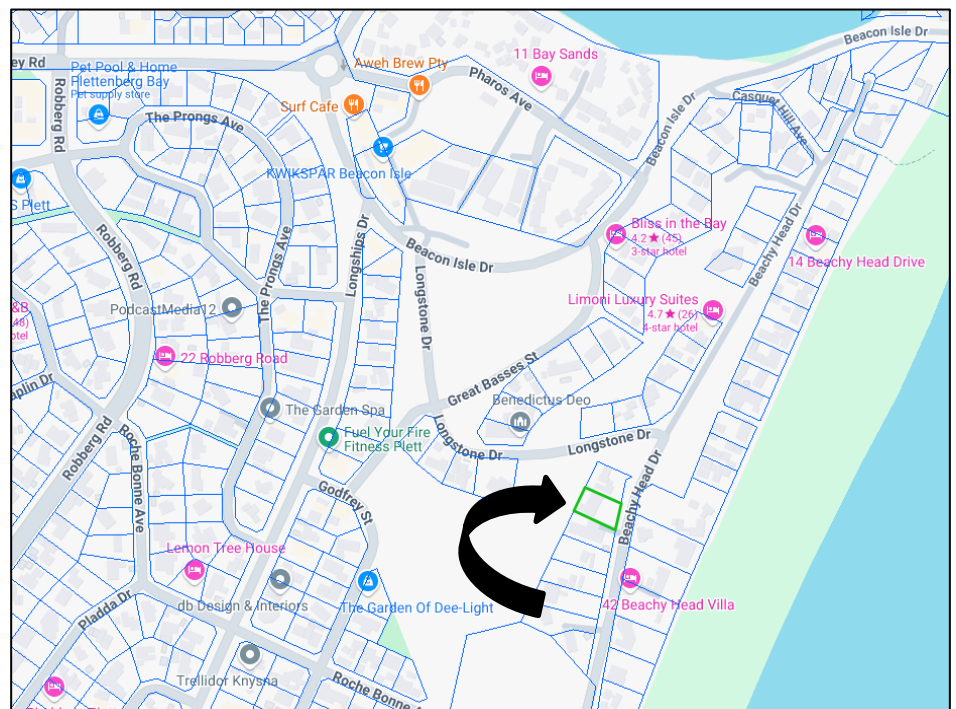 Beacon Isle Dr
ey Rd
Aweh Brew Pty
11 Bay Sands
Pet Pool & Home
Plettenberg Bay
Pet supply store
Pharos Ave
Robberg Rd
Surf Cafe
The Prongs Ave
Casquet Hill Ave
Beacon Isle Dr
KWIKSPAR Beacon Isle
S Plett
Longships Dr
Bliss in the Bay
4.2★(45)
3-star hotel
Robberg Rd
Beacon Isle Dr
Beachy Head Dr
14 Beachy Head Drive
The Prongs Ave
Longstone Dr
Limoni Luxury Suites
4.7★(26)
4-star hotel
&B
48)
otel
PodcastMedia12
22 Robberg Road
Great Basses St
aplin Dr
Benedictus Deo
The Garden Spa
Fuel Your Fire
Fitness Plett
Longstone Dr
Longstone Dr
Robberg Rd
Roche Bonne Ave
Godfrey St
Beachy Head Dr
Lemon Tree House
db Design & Interiors
The Garden Of Dee-Light
42 Beachy Head Villa
Pladda Dr
Trellidor Knysna
Roche Bonne A